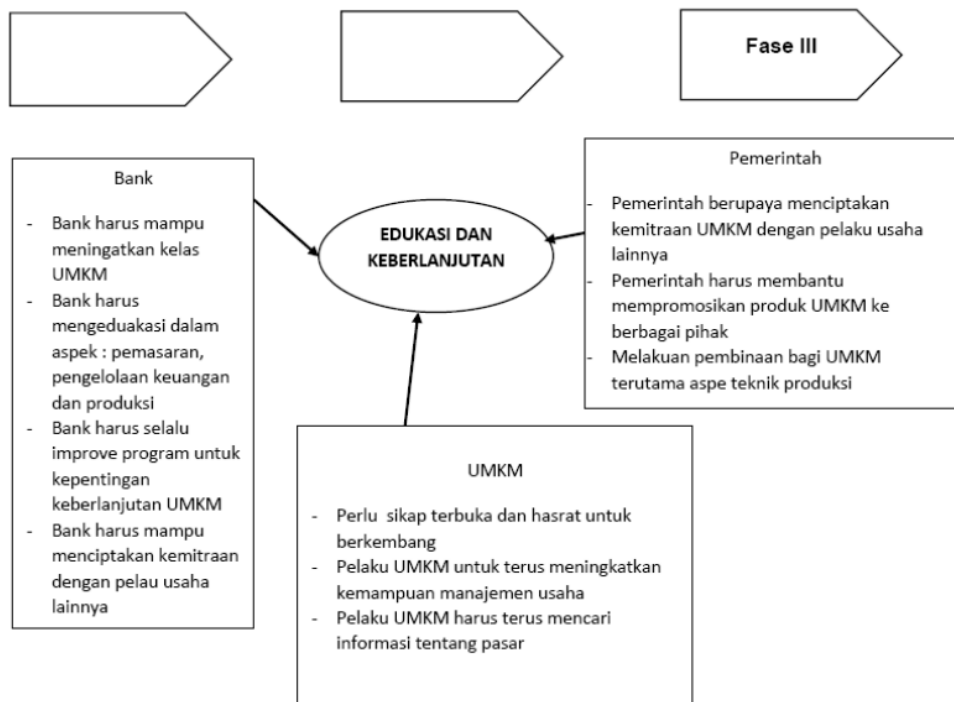 Fase III
Bank
- Bank harus mampu
meningatkan kelas
UMKM
- Bank harus
mengeduakasi dalam
aspek : pemasaran,
pengelolaan keuangan
dan produksi
- Bank harus selalu
improve program untuk
kepentingan
keberlanjutan UMKM
- Bank harus mampu
menciptakan kemitraan
dengan pelau usaha
lainnya
EDUKASI DAN
KEBERLANJUTAN
Pemerintah
- Pemerintah berupaya menciptakan
kemitraan UMKM dengan pelaku usaha
lainnya
- Pemerintah harus membantu
mempromosikan produk UMKM ke
berbagai pihak
- Melakuan pembinaan bagi UMKM
terutama aspe teknik produksi
UMKM
- Perlu sikap terbuka dan hasrat untuk
berkembang
- Pelaku UMKM untuk terus meningkatkan
kemampuan manajemen usaha
- Pelaku UMKM harus terus mencari
informasi tentang pasar